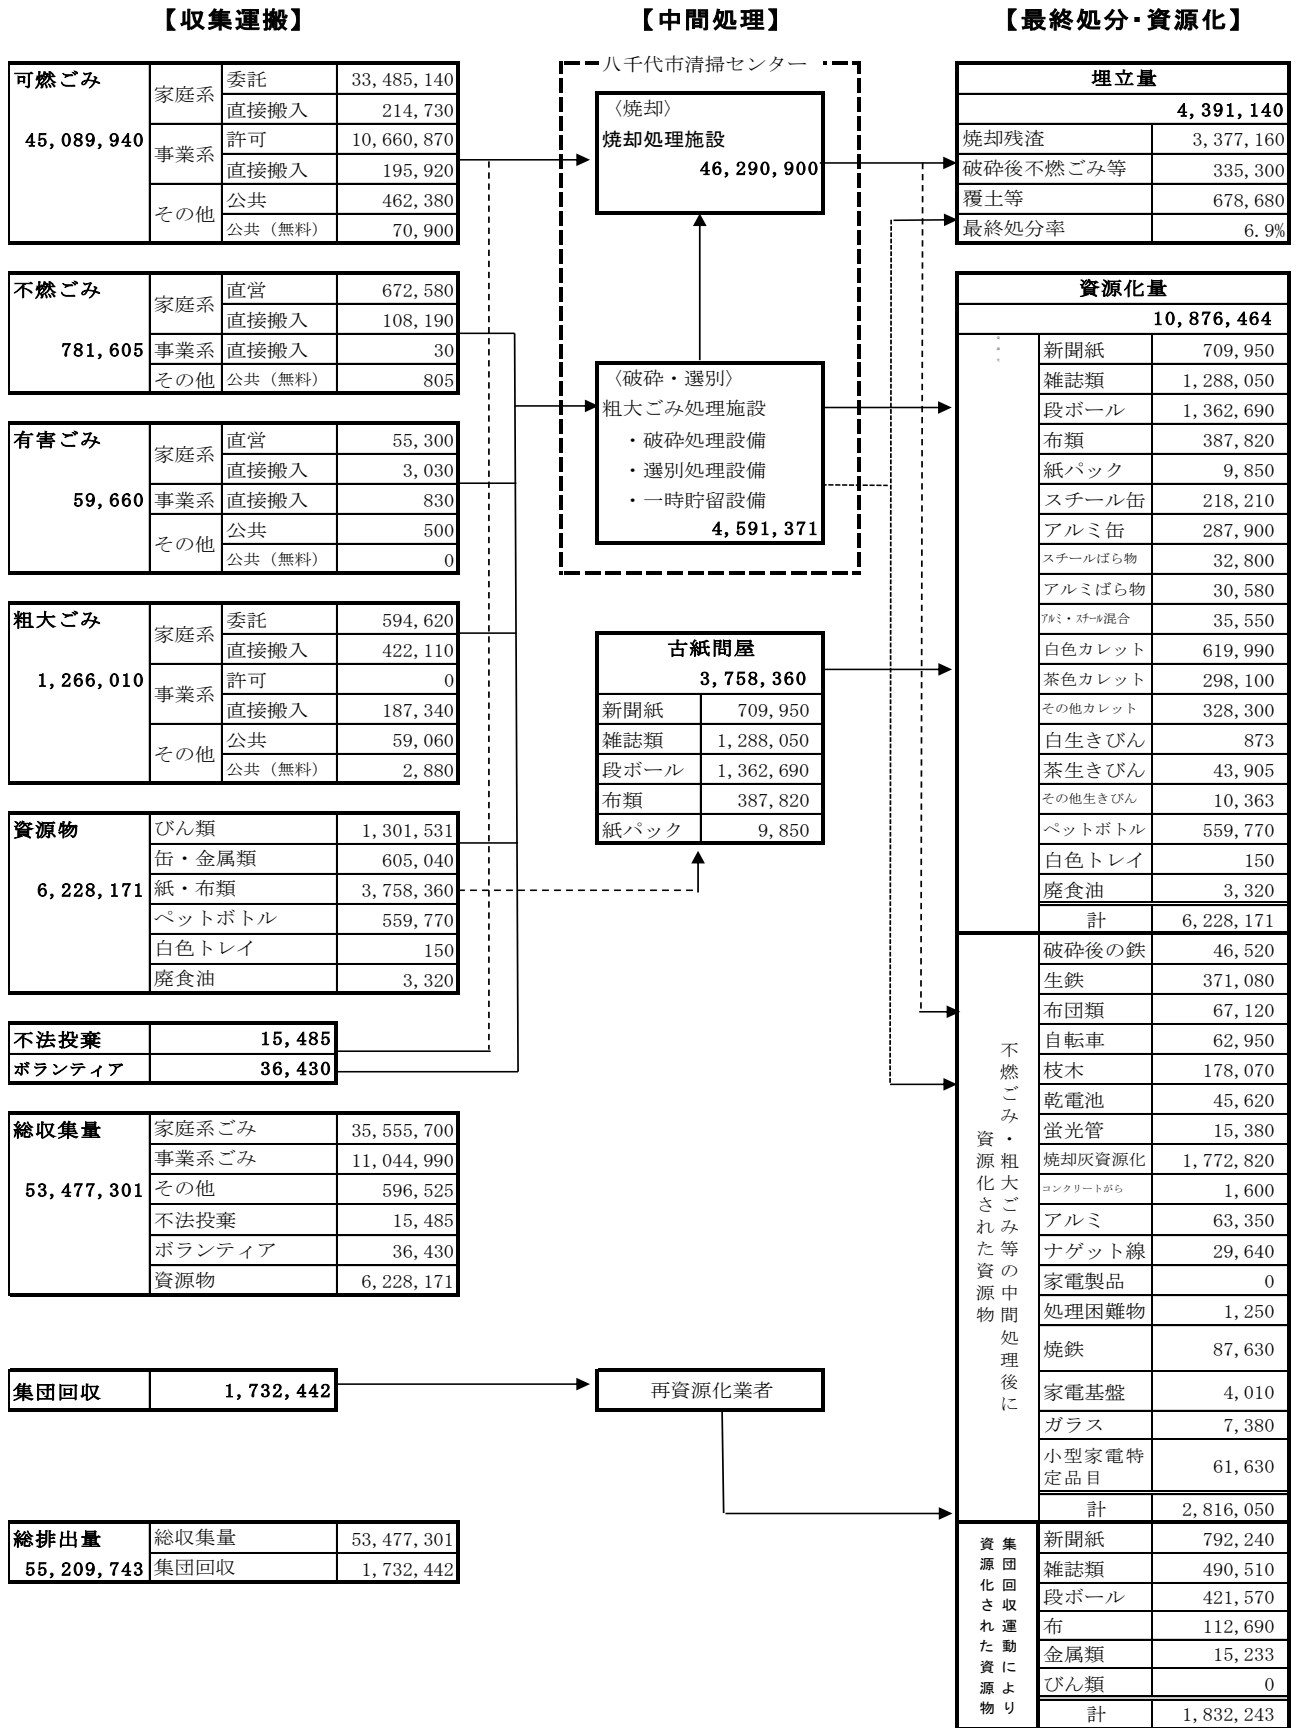 【収集運搬】
可燃ごみ 45,089,940
家庭系 委託 33,485,140
直接搬入 214,730
事業系 許可 10,660,870
直接搬入 195,920
その他 公共 462,380
公共（無料） 70,900
不燃ごみ 781,605
家庭系 直営 672,580
直接搬入 108,190
事業系 直接搬入 30
その他 公共（無料） 805
有害ごみ 59,660
家庭系 直営 55,300
直接搬入 3,030
事業系 直接搬入 830
その他 公共 500
公共（無料） 0
粗大ごみ 1,266,010
家庭系 委託 594,620
直接搬入 422,110
事業系 許可 0
直接搬入 187,340
その他 公共 59,060
公共（無料） 2,880
資源物 6,228,171
びん類 1,301,531
缶・金属類 605,040
紙・布類 3,758,360
ペットボトル 559,770
白色トレイ 150
廃食油 3,320
不法投棄 15,485
ボランティア 36,430
総収集量 53,477,301
家庭系ごみ 35,555,700
事業系ごみ 11,044,990
その他 596,525
不法投棄 15,485
ボランティア 36,430
資源物 6,228,171
集団回収 1,732,442
総排出量 55,209,743
総収集量 53,477,301
集団回収 1,732,442
【中間処理】
八千代市清掃センター
〈焼却〉
焼却処理施設
46,290,900
〈破砕・選別〉
粗大ごみ処理施設
・破砕処理設備
・選別処理設備
・一時貯留設備
4,591,371
古紙問屋
3,758,360
新聞紙 709,950
雑誌類 1,288,050
段ボール 1,362,690
布類 387,820
紙パック 9,850
再資源化業者
【最終処分・資源化】
埋立量
4,391,140
焼却残渣 3,377,160
破砕後不燃ごみ等 335,300
覆土等 678,680
最終処分率 6.9%
資源化量
10,876,464
新聞紙 709,950
雑誌類 1,288,050
段ボール 1,362,690
布類 387,820
紙パック 9,850
スチール缶 218,210
アルミ缶 287,900
スチールばら物 32,800
アルミばら物 30,580
アルミ・スチール混合 35,550
白色カレット 619,990
茶色カレット 298,100
その他カレット 328,300
白生きびん 873
茶生きびん 43,905
その他生きびん 10,363
ペットボトル 559,770
白色トレイ 150
廃食油 3,320
計 6,228,171
不燃ごみ・粗大ごみ等の中間処理後に
資源化された資源物
破砕後の鉄 46,520
生鉄 371,080
布団類 67,120
自転車 62,950
枝木 178,070
乾電池 45,620
蛍光管 15,380
焼却灰資源化 1,772,820
コンクリートがら 1,600
アルミ 63,350
ナゲット線 29,640
家電製品 0
処理困難物 1,250
焼鉄 87,630
家電基盤 4,010
ガラス 7,380
小型家電特
定品目 61,630
計 2,816,050
集団回収運動により
資源化された資源物
新聞紙 792,240
雑誌類 490,510
段ボール 421,570
布 112,690
金属類 15,233
びん類 0
計 1,832,243